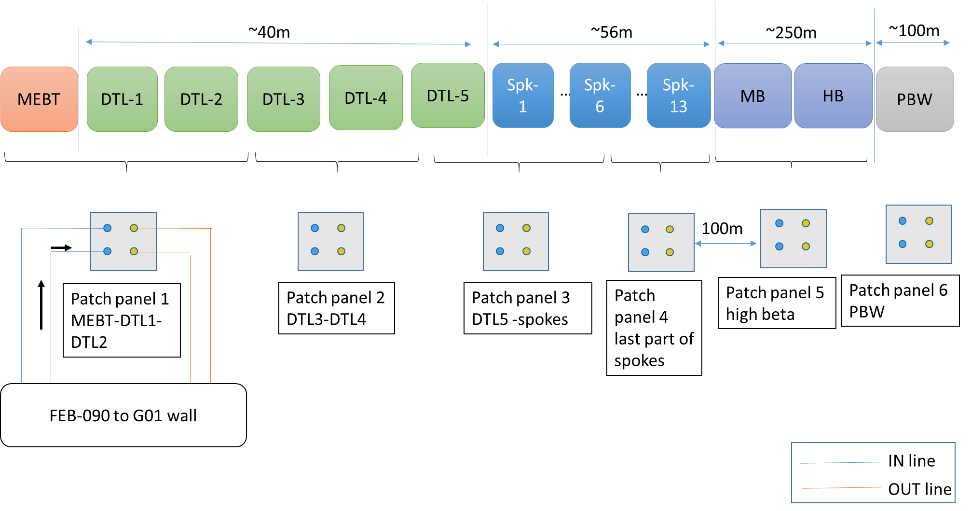 ~40m
~56m
~250m
~100m
MEBT
DTL-1
DTL-2
DTL-3
DTL-4
DTL-5
Spk-
1
...
Spk-
6
...
Spk-
13
MB
HB
PBW
100m
Patch panel 1
MEBT-DTL1-
DTL2
Patch panel 2
DTL3-DTL4
Patch panel 3
DTL5 -spokes
Patch
panel 4
last part of
spokes
Patch panel 5
high beta
Patch panel 6
PBW
FEB-090 to G01 wall
IN line
OUT line